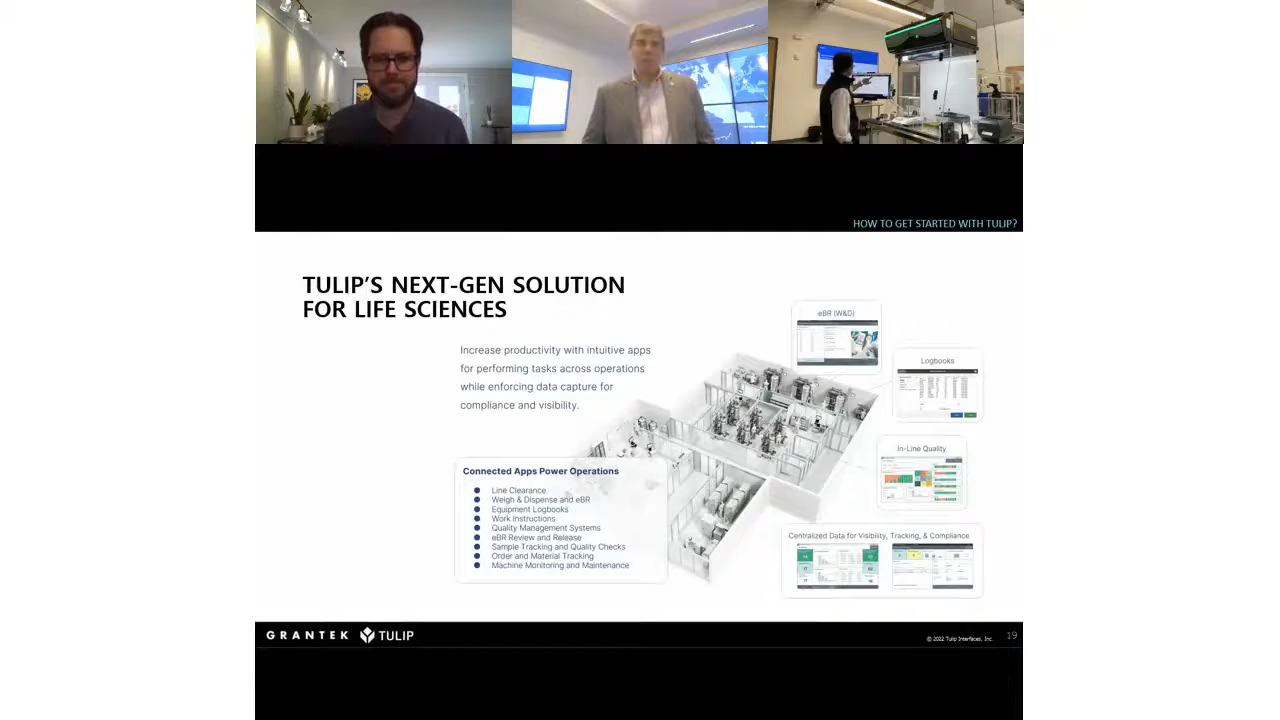 HOW TO GET STARTED WITH TULIP?
TULIP'S NEXT-GEN SOLUTION
FOR LIFE SCIENCES
Increase productivity with intuitive apps
for performing tasks across operations
while enforcing data capture for
compliance and visibility.
Connected Apps Power Operations
Line Clearance
Weigh & Dispense and eBR
Equipment Logbooks
Work Instructions
Quality Management Systems
eBR Review and Release
Sample Tracking and Quality Checks
Order and Material Tracking
Machine Monitoring and Maintenance
eBR (W&D)
Logbooks
In-Line Quality
Centralized Data for Visibility, Tracking, & Compliance
GRANTEK TULIP
© 2022 Tulip Interfaces, Inc. 19